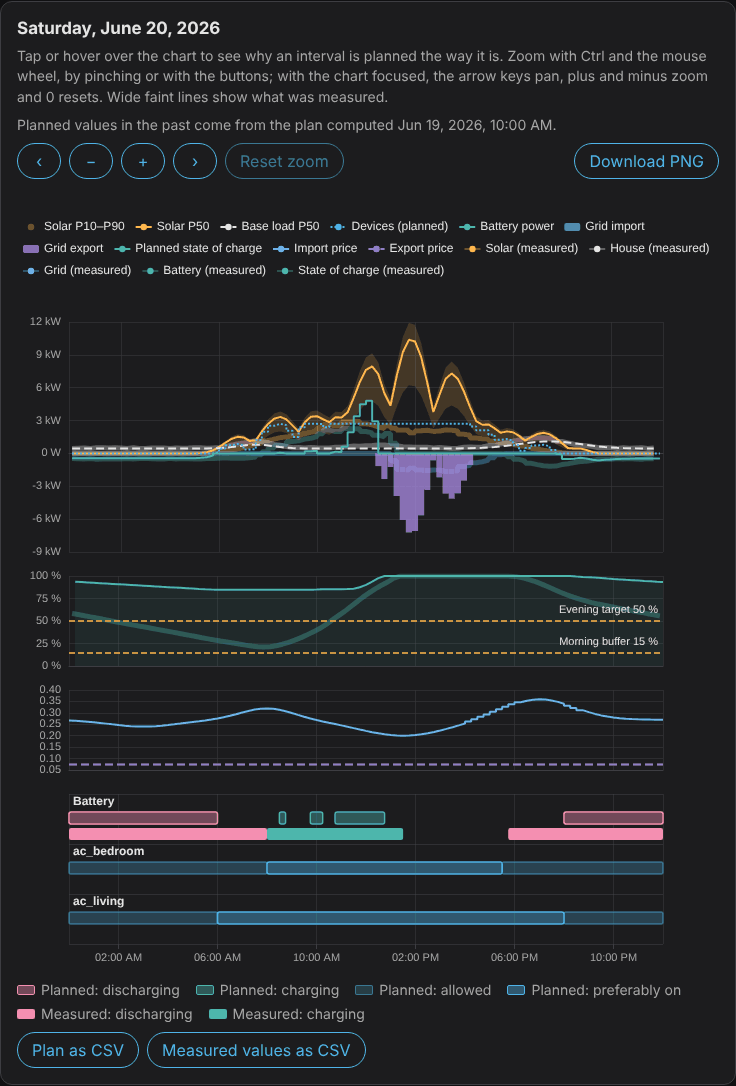 Saturday, June 20, 2026
Tap or hover over the chart to see why an interval is planned the way it is. Zoom with Ctrl and the mouse
wheel, by pinching or with the buttons; with the chart focused, the arrow keys pan, plus and minus zoom
and 0 resets. Wide faint lines show what was measured.
Planned values in the past come from the plan computed Jun 19, 2026, 10:00 AM.
‹ − + › Reset zoom Download PNG
Solar P10–P90 Solar P50 Base load P50 Devices (planned) Battery power Grid import
Grid export Planned state of charge Import price Export price Solar (measured) House (measured)
Grid (measured) Battery (measured) State of charge (measured)
12 kW
9 kW
6 kW
3 kW
0 W
-3 kW
-6 kW
-9 kW
100 %
75 %
Evening target 50 %
50 %
Morning buffer 15 %
25 %
0 %
0.40
0.35
0.30
0.25
0.20
0.15
0.10
0.05
Battery
ac_bedroom
ac_living
02:00 AM 06:00 AM 10:00 AM 02:00 PM 06:00 PM 10:00 PM
Planned: discharging Planned: charging Planned: allowed Planned: preferably on
Measured: discharging Measured: charging
Plan as CSV Measured values as CSV